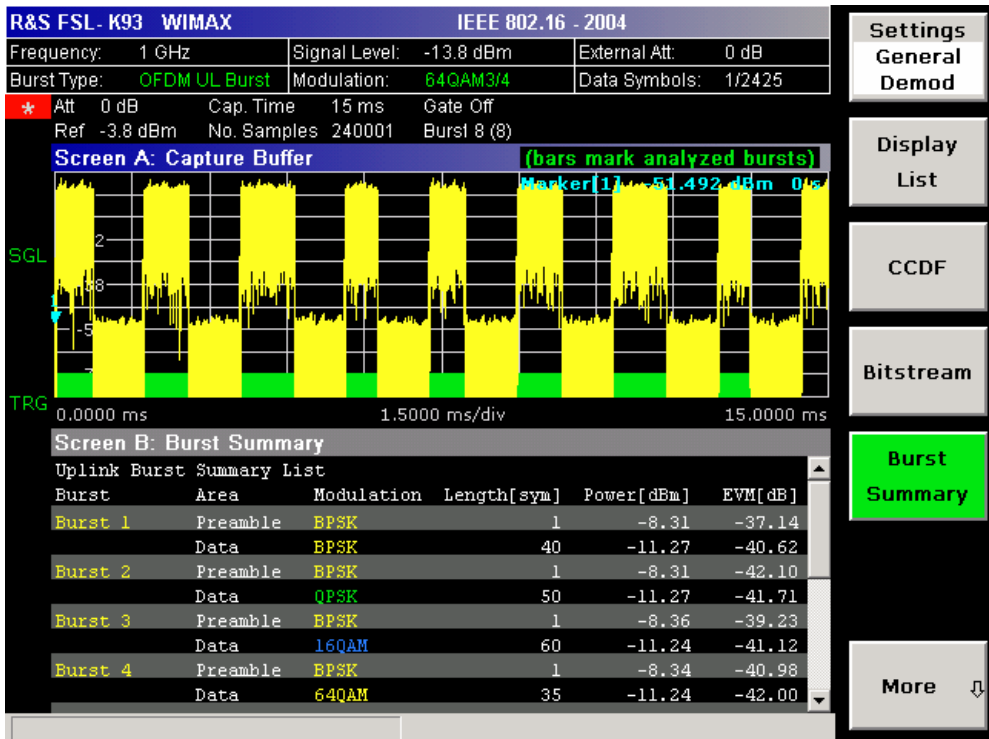 R&S FSL-K93 WIMAX IEEE 802.16 - 2004
Frequency: 1 GHz Signal Level: -13.8 dBm External Att: 0 dB
Burst Type: OFDM UL Burst Modulation: 64QAM3/4 Data Symbols: 1/2425
* Att 0 dB Cap. Time 15 ms Gate Off
Ref -3.8 dBm No. Samples 240001 Burst 8 (8)
Screen A: Capture Buffer (bars mark analyzed bursts)
Marker[1] -51.492 dBm 0 s
SGL
1
TRG
0.0000 ms 1.5000 ms/div 15.0000 ms
Screen B: Burst Summary
Uplink Burst Summary List
Burst Area Modulation Length[sym] Power[dBm] EVM[dB]
Burst 1 Preamble BPSK 1 -8.31 -37.14
Data BPSK 40 -11.27 -40.62
Burst 2 Preamble BPSK 1 -8.31 -42.10
Data QPSK 50 -11.27 -41.71
Burst 3 Preamble BPSK 1 -8.36 -39.23
Data 16QAM 60 -11.24 -41.12
Burst 4 Preamble BPSK 1 -8.34 -40.98
Data 64QAM 35 -11.24 -42.00
Settings
General
Demod
Display
List
CCDF
Bitstream
Burst
Summary
More